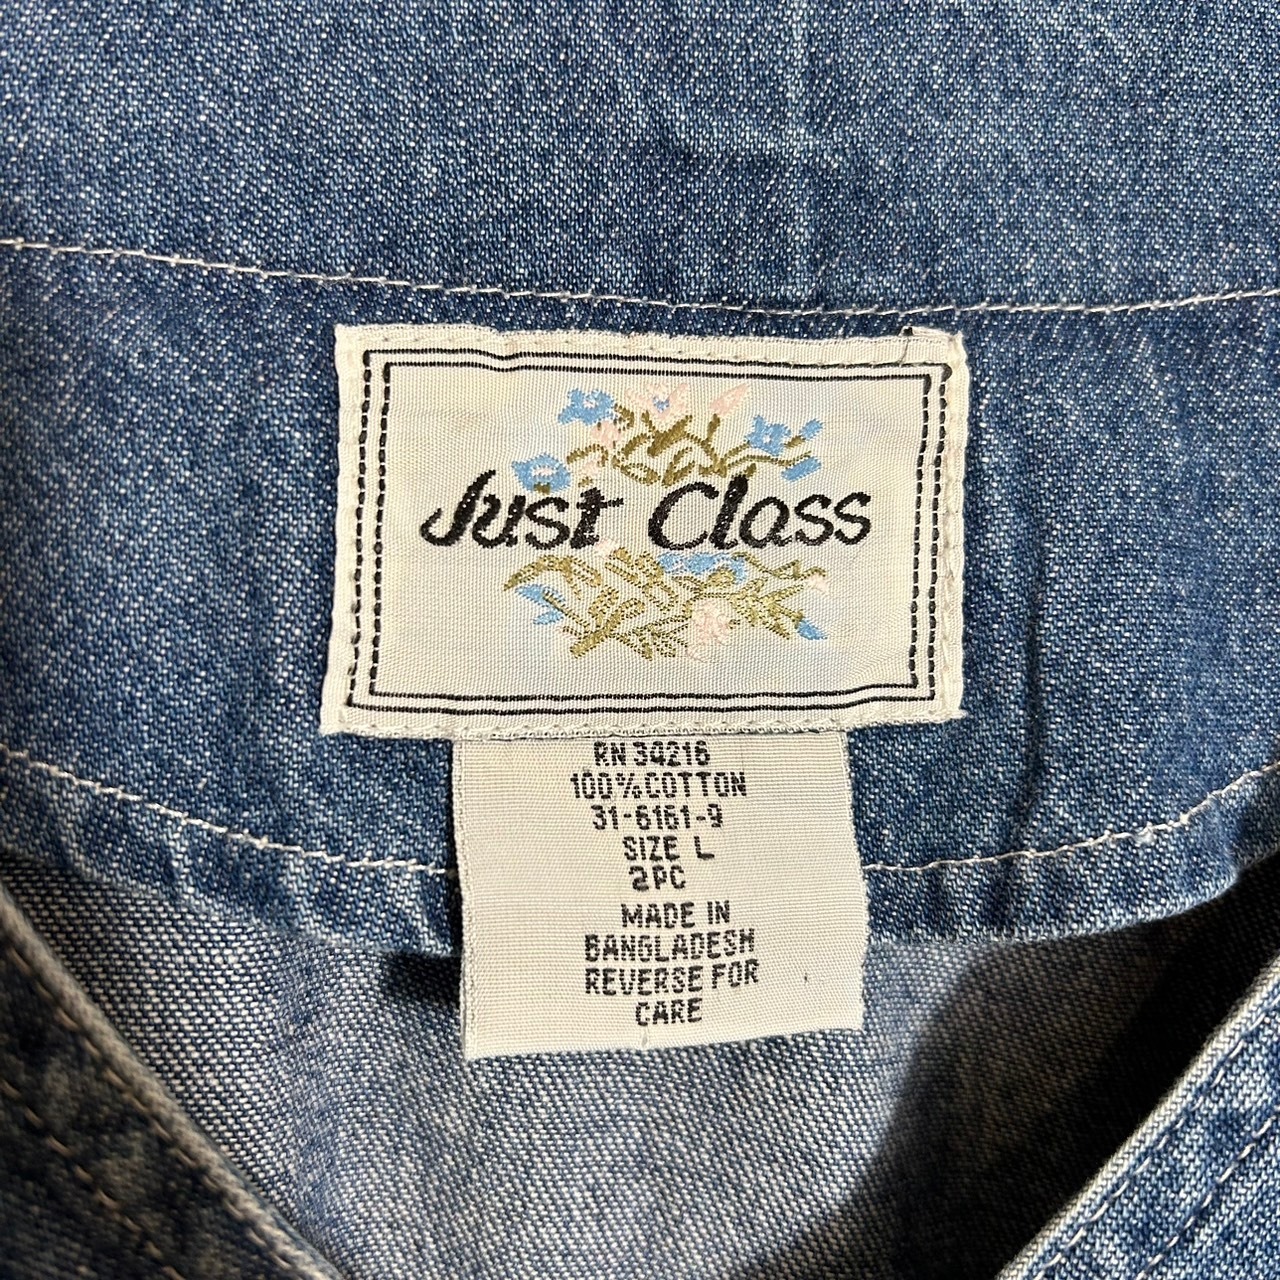 Just Class
RN 34216
100% COTTON
31-6161-9
SIZE L
2PC
MADE IN
BANGLADESH
REVERSE FOR
CARE